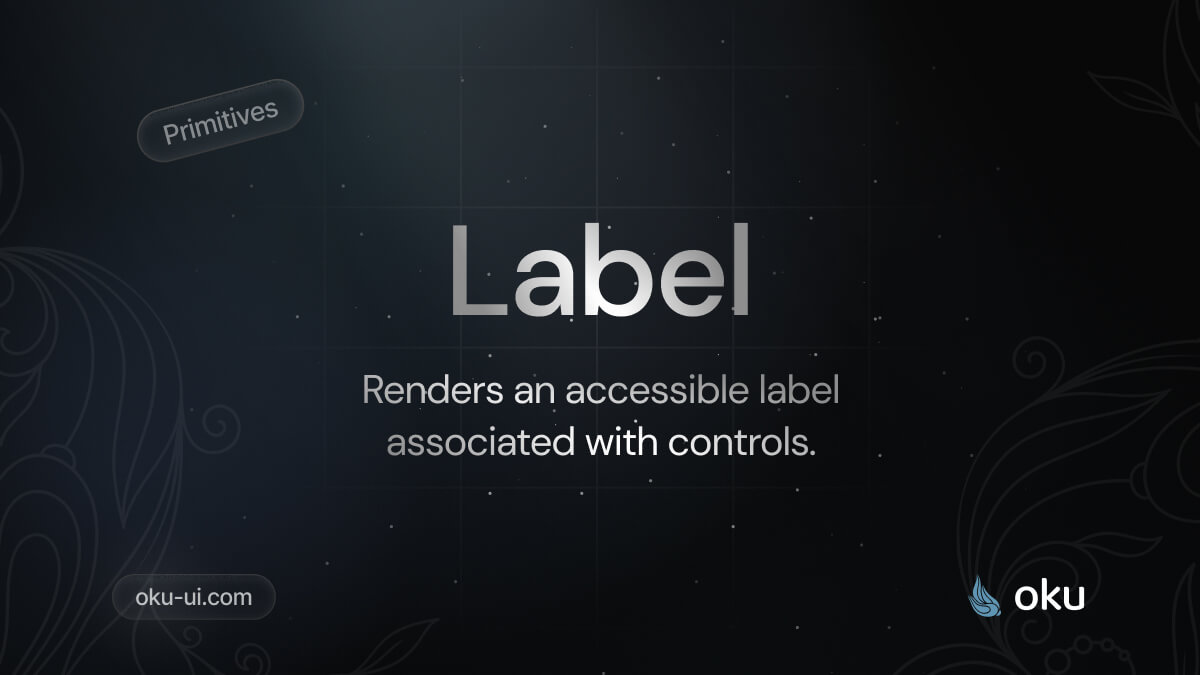 Primitives
Label
Renders an accessible label
associated with controls.
oku-ui.com
oku